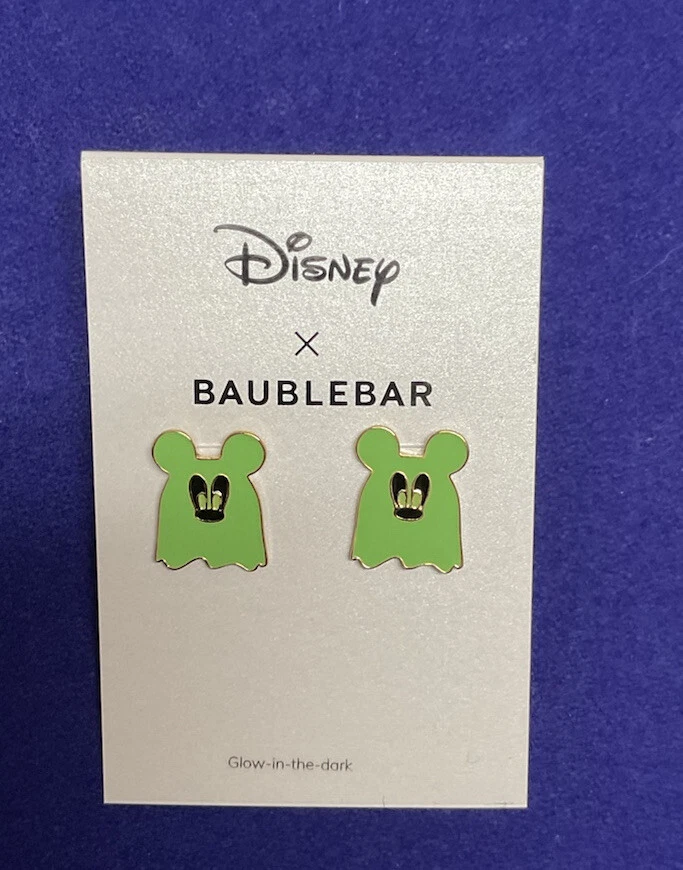 Disney
×
BAUBLEBAR
Glow-in-the-dark